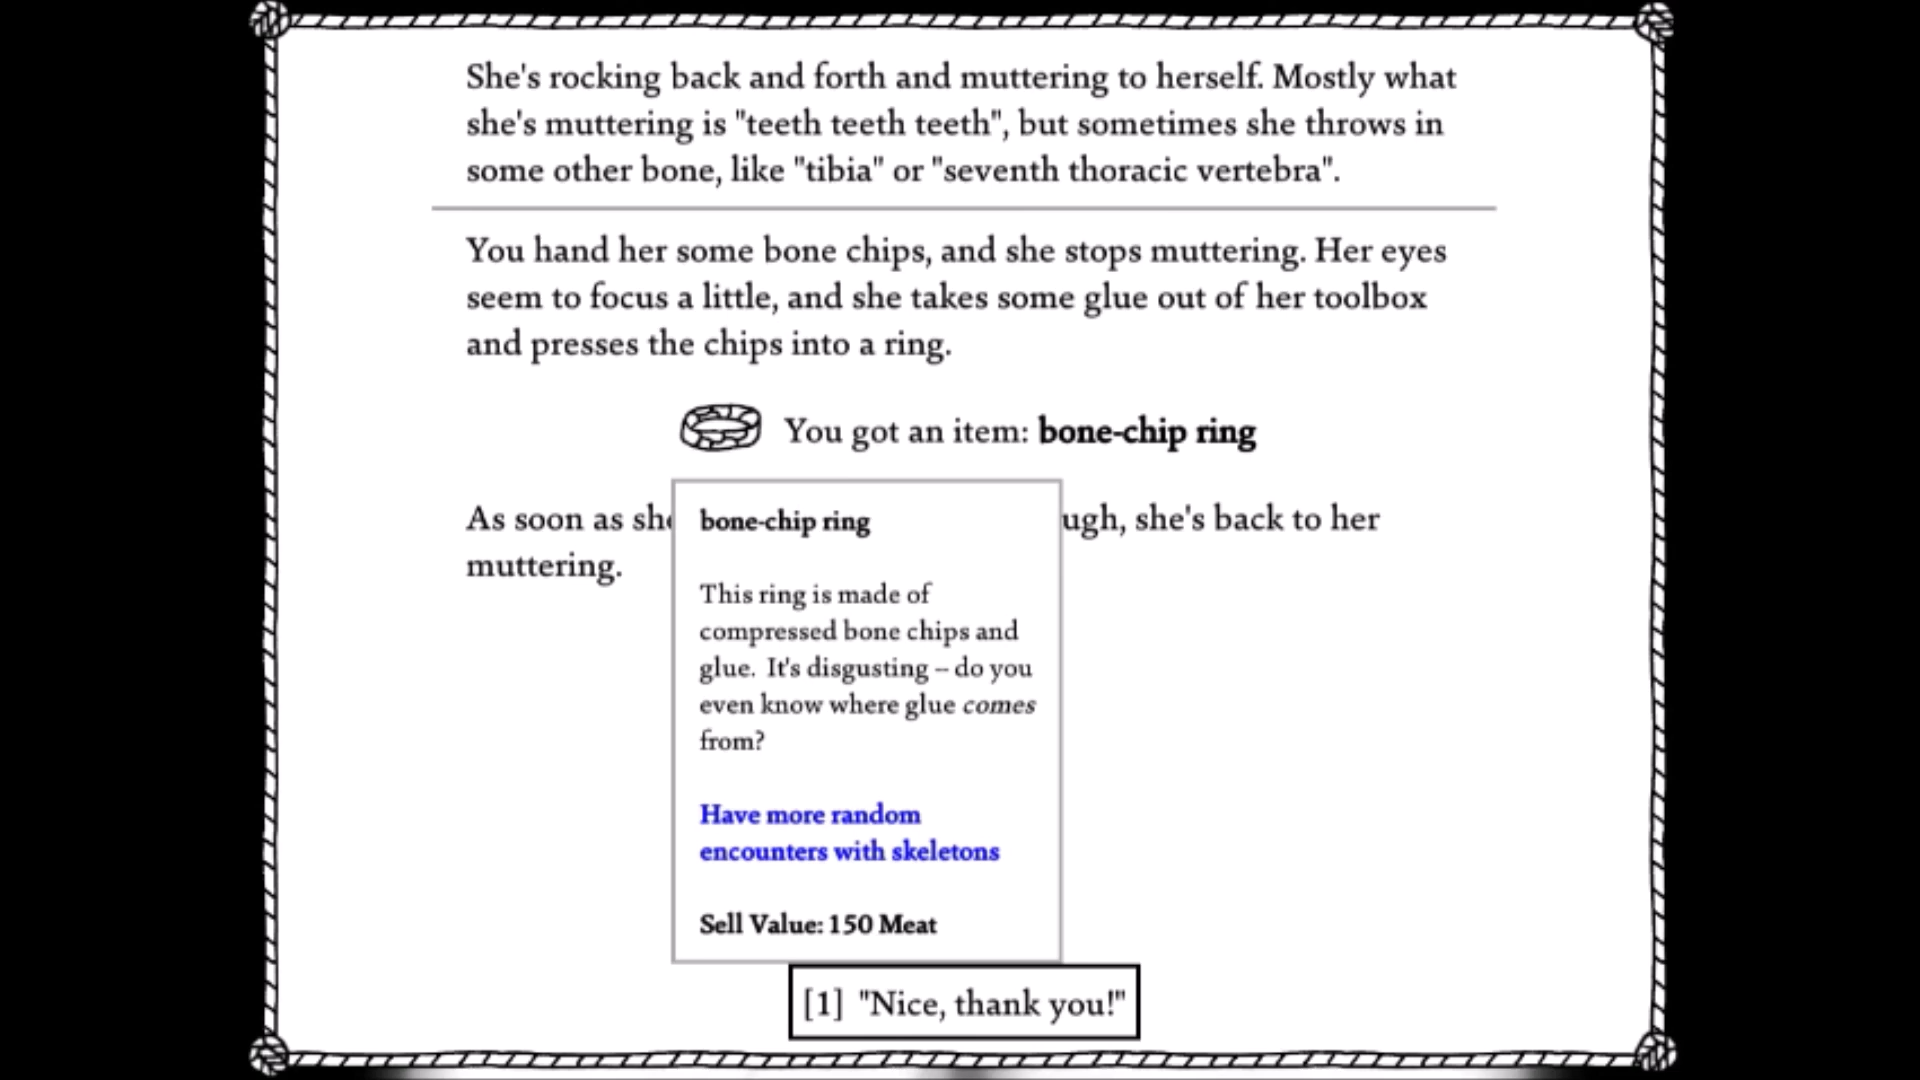 She's rocking back and forth and muttering to herself. Mostly what
she's muttering is "teeth teeth teeth", but sometimes she throws in
some other bone, like "tibia" or "seventh thoracic vertebra".
You hand her some bone chips, and she stops muttering. Her eyes
seem to focus a little, and she takes some glue out of her toolbox
and presses the chips into a ring.
You got an item: bone-chip ring
As soon as she ugh, she's back to her
muttering.
bone-chip ring
This ring is made of
compressed bone chips and
glue. It's disgusting – do you
even know where glue comes
from?
Have more random
encounters with skeletons
Sell Value: 150 Meat
[1] "Nice, thank you!"